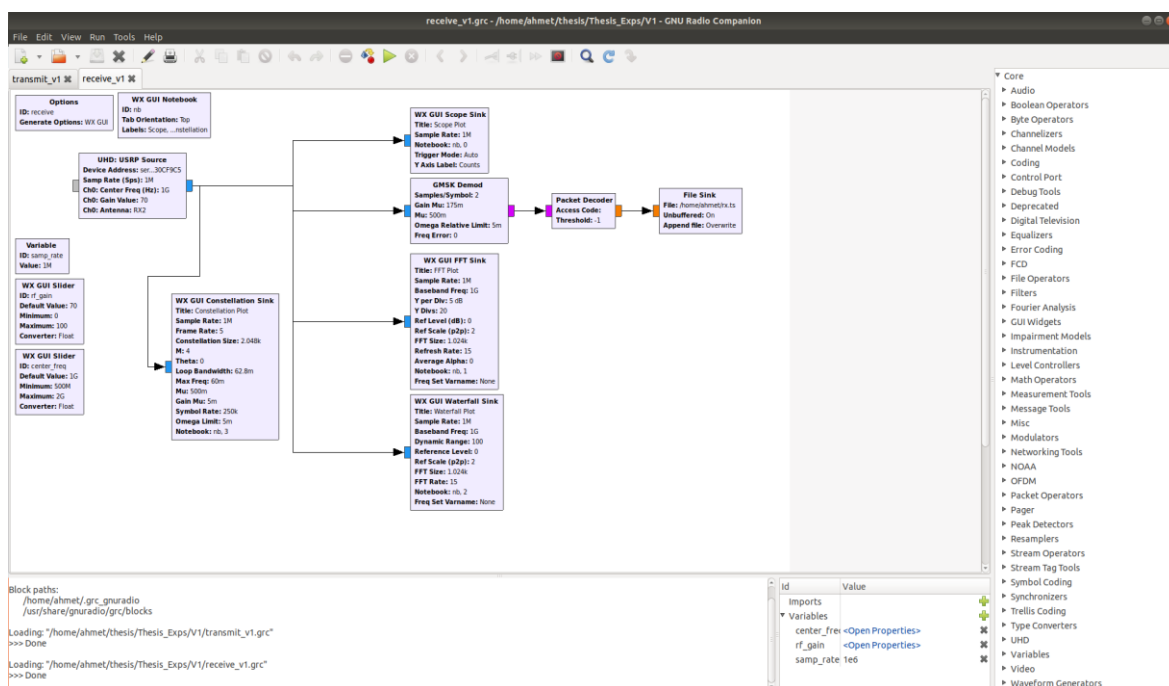 receive_v1.grc - /home/ahmet/thesis/Thesis_Exps/V1 - GNU Radio Companion
File Edit View Run Tools Help
transmit_v1 receive_v1
Options
ID: receive
Generate Options: WX GUI
WX GUI Notebook
ID: nb
Tab Orientation: Top
Labels: Scope, ...nstellation
UHD: USRP Source
Device Address: ser...30CF9C5
Samp Rate (Sps): 1M
Ch0: Center Freq (Hz): 1G
Ch0: Gain Value: 70
Ch0: Antenna: RX2
Variable
ID: samp_rate
Value: 1M
WX GUI Slider
ID: rf_gain
Default Value: 70
Minimum: 0
Maximum: 100
Converter: Float
WX GUI Slider
ID: center_freq
Default Value: 1G
Minimum: 500M
Maximum: 2G
Converter: Float
WX GUI Constellation Sink
Title: Constellation Plot
Sample Rate: 1M
Frame Rate: 5
Constellation Size: 2.048k
M: 4
Theta: 0
Loop Bandwidth: 62.8m
Max Freq: 60m
Mu: 500m
Gain Mu: 5m
Symbol Rate: 250k
Omega Limit: 5m
Notebook: nb, 3
WX GUI Scope Sink
Title: Scope Plot
Sample Rate: 1M
Notebook: nb, 0
Trigger Mode: Auto
Y Axis Label: Counts
GMSK Demod
Samples/Symbol: 2
Gain Mu: 175m
Mu: 500m
Omega Relative Limit: 5m
Freq Error: 0
Packet Decoder
Access Code:
Threshold: -1
File Sink
File: /home/ahmet/rx.ts
Unbuffered: On
Append file: Overwrite
WX GUI FFT Sink
Title: FFT Plot
Sample Rate: 1M
Baseband Freq: 1G
Y per Div: 5 dB
Y Divs: 20
Ref Level (dB): 0
Ref Scale (p2p): 2
FFT Size: 1.024k
Refresh Rate: 15
Average Alpha: 0
Notebook: nb, 1
Freq Set Varname: None
WX GUI Waterfall Sink
Title: Waterfall Plot
Sample Rate: 1M
Baseband Freq: 1G
Dynamic Range: 100
Reference Level: 0
Ref Scale (p2p): 2
FFT Size: 1.024k
FFT Rate: 15
Notebook: nb, 2
Freq Set Varname: None
Core
Audio
Boolean Operators
Byte Operators
Channelizers
Channel Models
Coding
Control Port
Debug Tools
Deprecated
Digital Television
Equalizers
Error Coding
FCD
File Operators
Filters
Fourier Analysis
GUI Widgets
Impairment Models
Instrumentation
Level Controllers
Math Operators
Measurement Tools
Message Tools
Misc
Modulators
Networking Tools
NOAA
OFDM
Packet Operators
Pager
Peak Detectors
Resamplers
Stream Operators
Stream Tag Tools
Symbol Coding
Synchronizers
Trellis Coding
Type Converters
UHD
Variables
Video
Waveform Generators
Block paths:
/home/ahmet/.grc_gnuradio
/usr/share/gnuradio/grc/blocks
Loading: "/home/ahmet/thesis/Thesis_Exps/V1/transmit_v1.grc"
>>> Done
Loading: "/home/ahmet/thesis/Thesis_Exps/V1/receive_v1.grc"
>>> Done
Id Value
Imports
Variables
center_fre <Open Properties>
rf_gain <Open Properties>
samp_rate 1e6